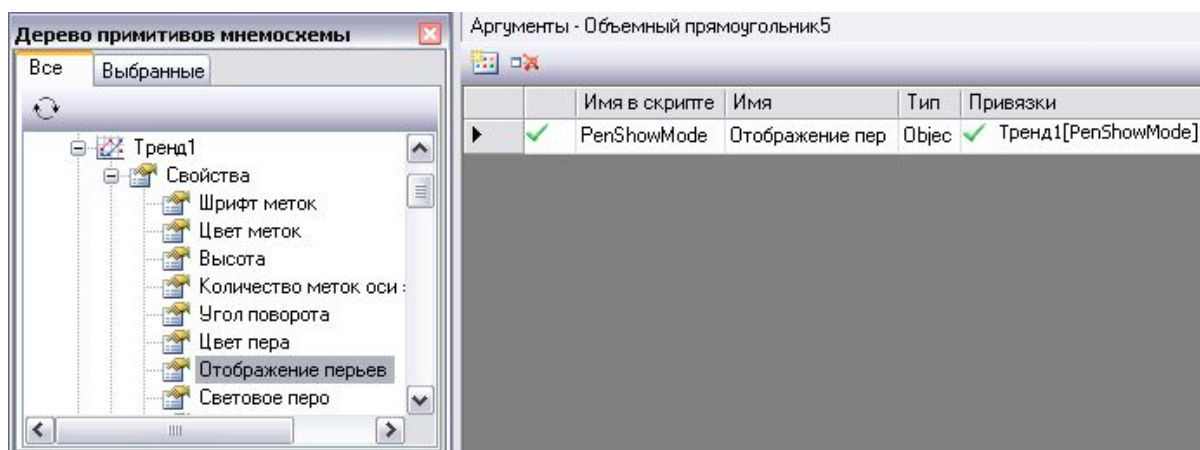 Дерево примитивов мнемосхемы
Все Выбранные
Тренд1
Свойства
Шрифт меток
Цвет меток
Высота
Количество меток оси
Угол поворота
Цвет пера
Отображение перьев
Световое перо
Аргументы - Объемный прямоугольник5
Имя в скрипте Имя Тип Привязки
PenShowMode Отображение пер Objec Тренд1[PenShowMode]